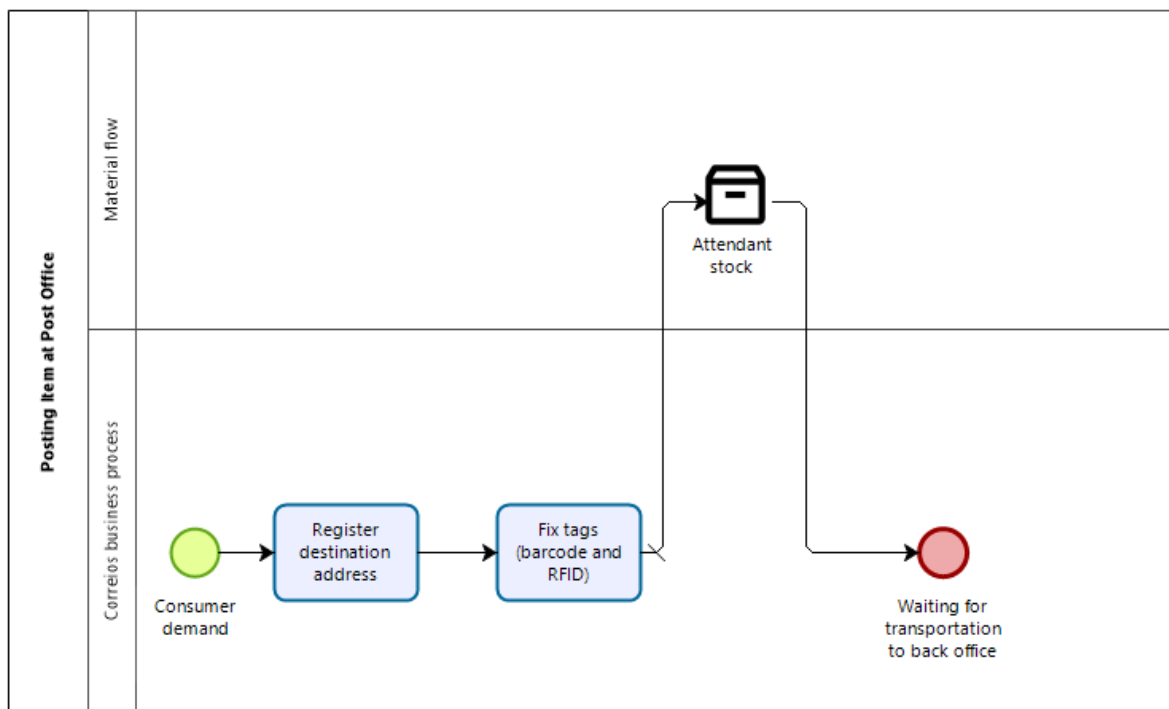 Posting Item at Post Office
Material flow
Attendant
stock
Correios business process
Consumer
demand
Register
destination
address
Fix tags
(barcode and
RFID)
Waiting for
transportation
to back office